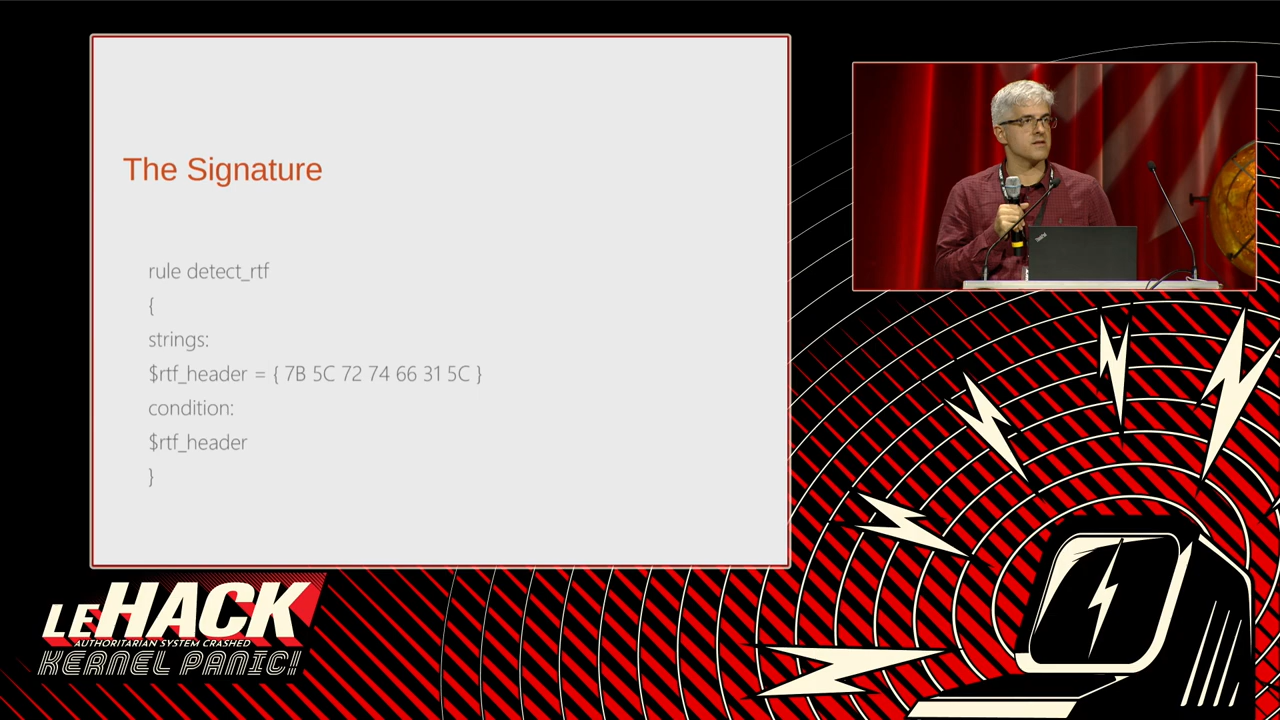 The Signature
rule detect_rtf
{
strings:
$rtf_header = { 7B 5C 72 74 66 31 5C }
condition:
$rtf_header
}
ThinkPad
LEHACK
AUTHORITARIAN SYSTEM CRASHED
KERNEL PANIC!